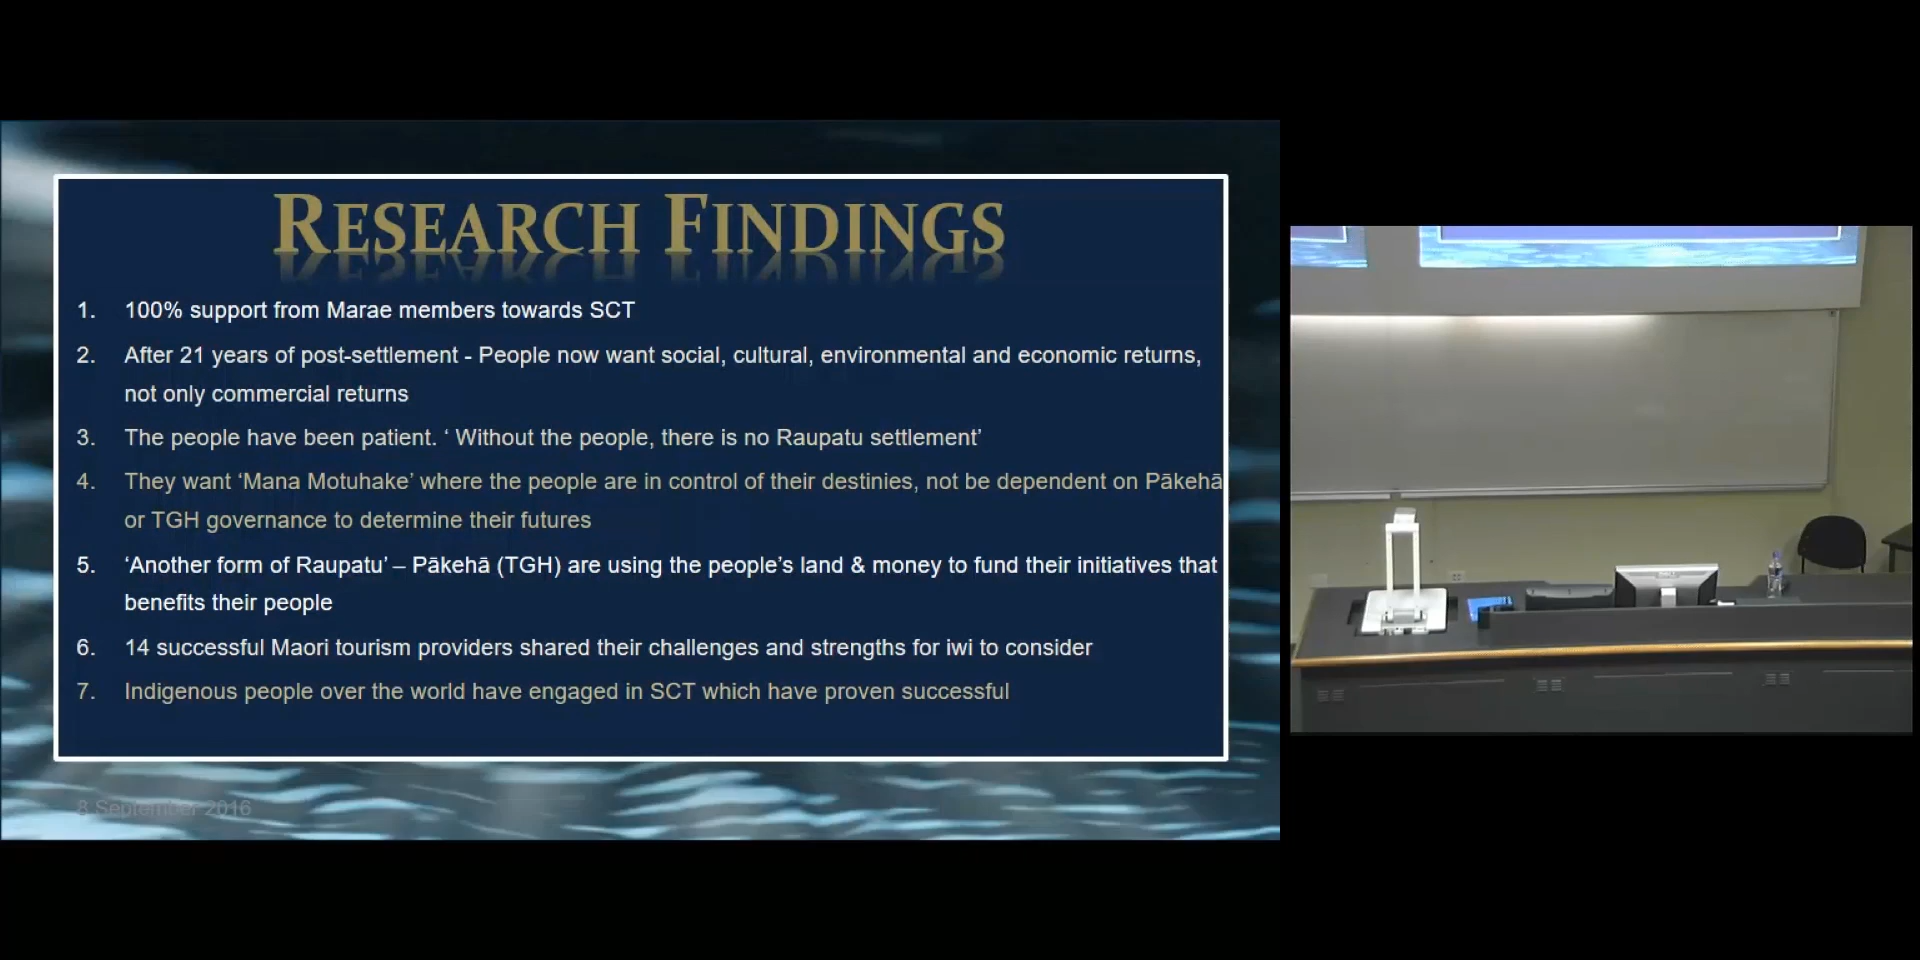 RESEARCH FINDINGS
1. 100% support from Marae members towards SCT
2. After 21 years of post-settlement - People now want social, cultural, environmental and economic returns,
not only commercial returns
3. The people have been patient. ‘ Without the people, there is no Raupatu settlement’
4. They want ‘Mana Motuhake’ where the people are in control of their destinies, not be dependent on Pākehā
or TGH governance to determine their futures
5. ‘Another form of Raupatu’ – Pākehā (TGH) are using the people’s land & money to fund their initiatives that
benefits their people
6. 14 successful Maori tourism providers shared their challenges and strengths for iwi to consider
7. Indigenous people over the world have engaged in SCT which have proven successful
8 September 2016